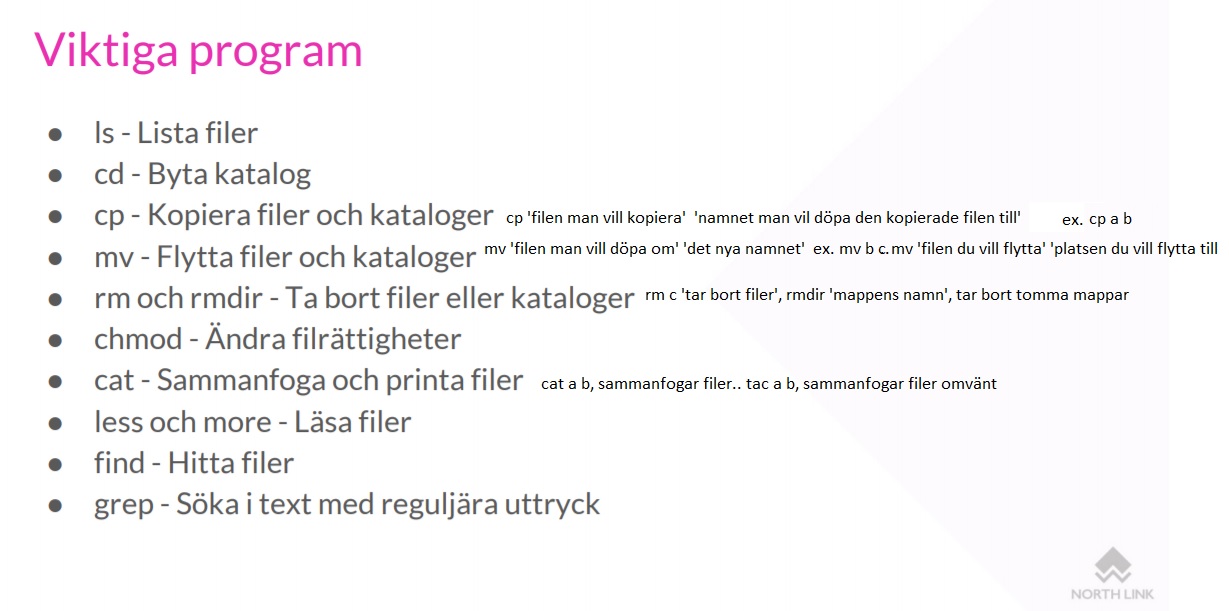 Viktiga program
● ls - Lista filer
● cd - Byta katalog
● cp - Kopiera filer och kataloger cp 'filen man vill kopiera' 'namnet man vil döpa den kopierade filen till' ex. cp a b
● mv - Flytta filer och kataloger mv 'filen man vill döpa om' 'det nya namnet' ex. mv b c. mv 'filen du vill flytta' 'platsen du vill flytta till
● rm och rmdir - Ta bort filer eller kataloger rm c 'tar bort filer', rmdir 'mappens namn', tar bort tomma mappar
● chmod - Ändra filrättigheter
● cat - Sammanfoga och printa filer cat a b, sammanfogar filer.. tac a b, sammanfogar filer omvänt
● less och more - Läsa filer
● find - Hitta filer
● grep - Söka i text med reguljära uttryck
NORTH LINK